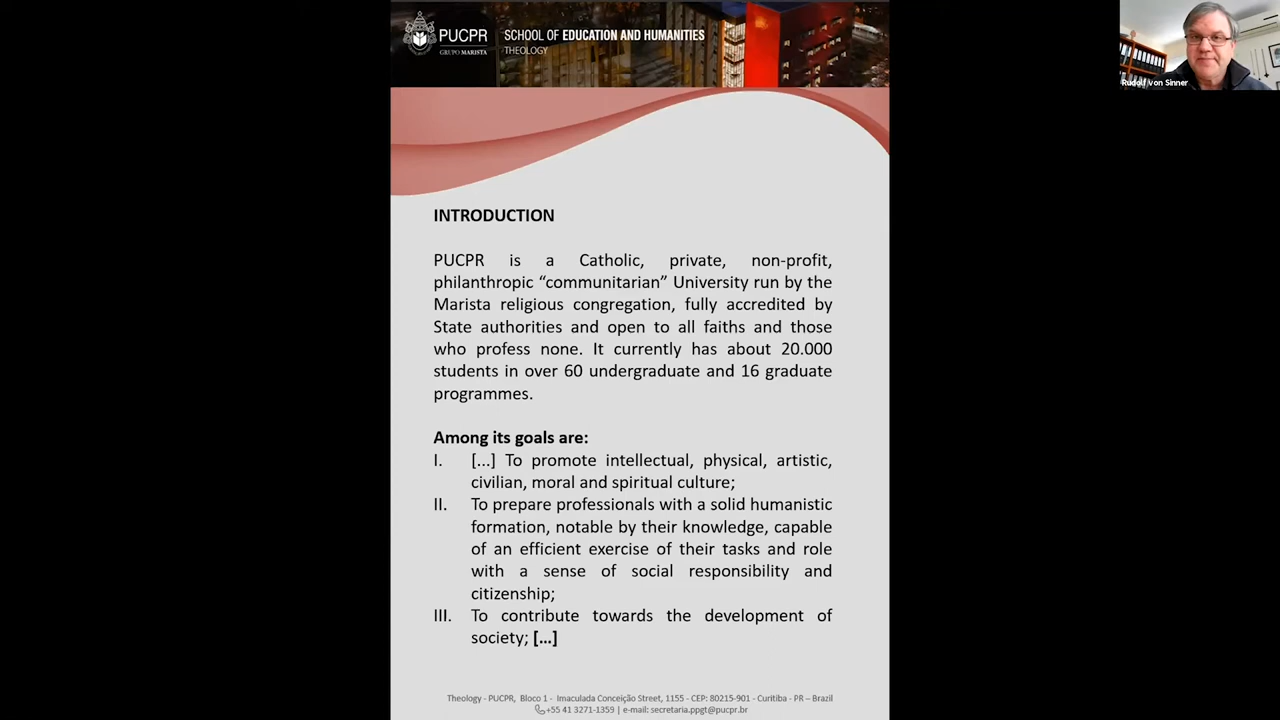 PUCPR
GRUPO MARISTA
SCHOOL OF EDUCATION AND HUMANITIES
THEOLOGY
Rudolf von Sinner
INTRODUCTION
PUCPR is a Catholic, private, non-profit,
philanthropic “communitarian” University run by the
Marista religious congregation, fully accredited by
State authorities and open to all faiths and those
who profess none. It currently has about 20.000
students in over 60 undergraduate and 16 graduate
programmes.
Among its goals are:
I. [...] To promote intellectual, physical, artistic,
civilian, moral and spiritual culture;
II. To prepare professionals with a solid humanistic
formation, notable by their knowledge, capable
of an efficient exercise of their tasks and role
with a sense of social responsibility and
citizenship;
III. To contribute towards the development of
society; [...]
Theology - PUCPR, Bloco 1 - Imaculada Conceição Street, 1155 - CEP: 80215-901 - Curitiba - PR – Brazil
+55 41 3271-1359 | e-mail: secretaria.ppgt@pucpr.br